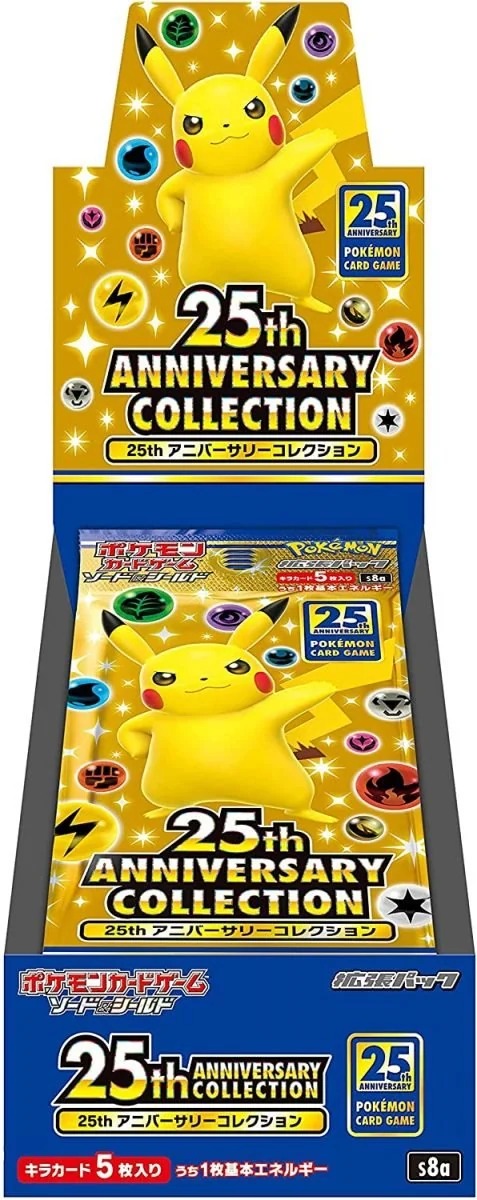 25th
ANNIVERSARY
POKÉMON
CARD GAME
25th
ANNIVERSARY
COLLECTION
25th アニバーサリーコレクション
ポケモン
カードゲーム
ソード&シールド
POKÉMON
拡張パック
キラカード5枚入り s8a
うち1枚基本エネルギー
25th
ANNIVERSARY
POKÉMON
CARD GAME
25th
ANNIVERSARY
COLLECTION
25th アニバーサリーコレクション
ポケモンカードゲーム
ソード&シールド
拡張パック
25th ANNIVERSARY
COLLECTION
25th アニバーサリーコレクション
25th
ANNIVERSARY
POKÉMON
CARD GAME
キラカード5枚入り うち1枚基本エネルギー
s8a